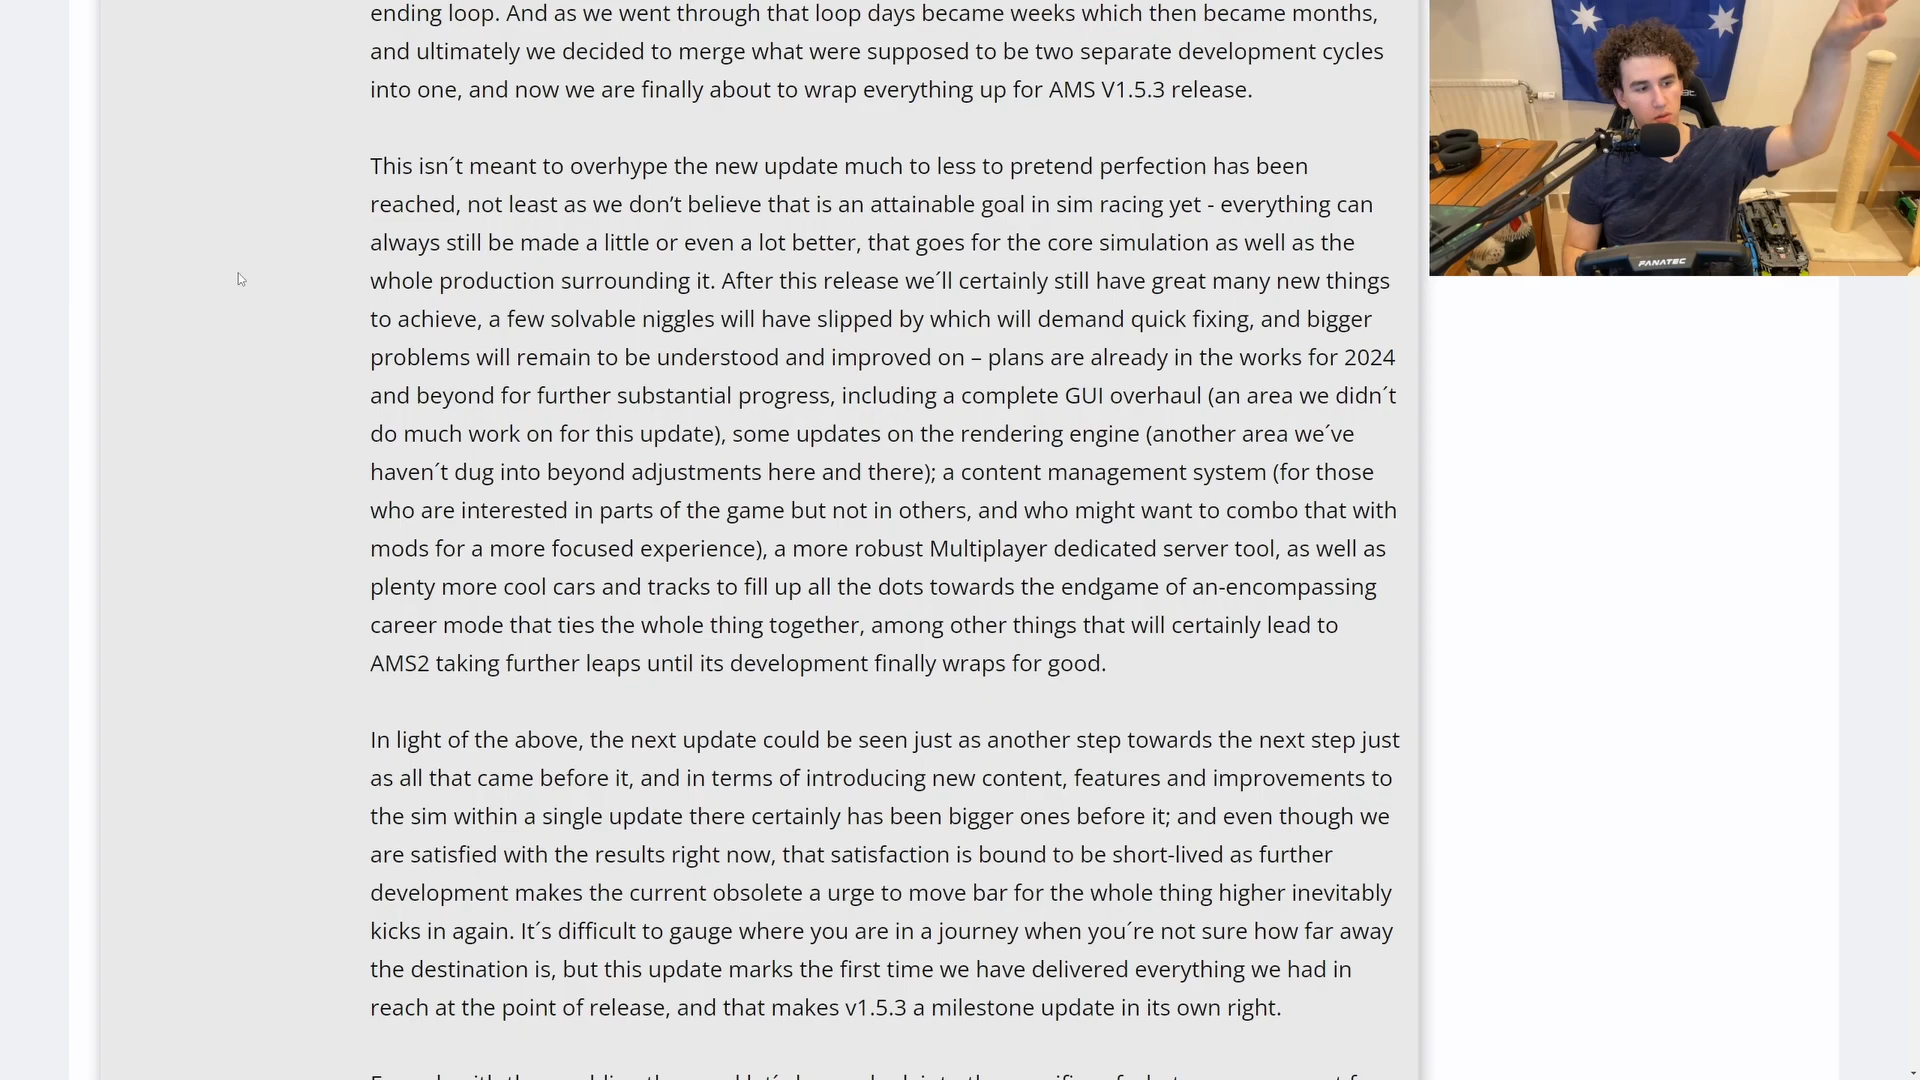 ending loop. And as we went through that loop days became weeks which then became months,
and ultimately we decided to merge what were supposed to be two separate development cycles
into one, and now we are finally about to wrap everything up for AMS V1.5.3 release.
This isn´t meant to overhype the new update much to less to pretend perfection has been
reached, not least as we don’t believe that is an attainable goal in sim racing yet - everything can
always still be made a little or even a lot better, that goes for the core simulation as well as the
whole production surrounding it. After this release we´ll certainly still have great many new things
to achieve, a few solvable niggles will have slipped by which will demand quick fixing, and bigger
problems will remain to be understood and improved on – plans are already in the works for 2024
and beyond for further substantial progress, including a complete GUI overhaul (an area we didn´t
do much work on for this update), some updates on the rendering engine (another area we´ve
haven´t dug into beyond adjustments here and there); a content management system (for those
who are interested in parts of the game but not in others, and who might want to combo that with
mods for a more focused experience), a more robust Multiplayer dedicated server tool, as well as
plenty more cool cars and tracks to fill up all the dots towards the endgame of an-encompassing
career mode that ties the whole thing together, among other things that will certainly lead to
AMS2 taking further leaps until its development finally wraps for good.
In light of the above, the next update could be seen just as another step towards the next step just
as all that came before it, and in terms of introducing new content, features and improvements to
the sim within a single update there certainly has been bigger ones before it; and even though we
are satisfied with the results right now, that satisfaction is bound to be short-lived as further
development makes the current obsolete a urge to move bar for the whole thing higher inevitably
kicks in again. It´s difficult to gauge where you are in a journey when you´re not sure how far away
the destination is, but this update marks the first time we have delivered everything we had in
reach at the point of release, and that makes v1.5.3 a milestone update in its own right.
FANATEC